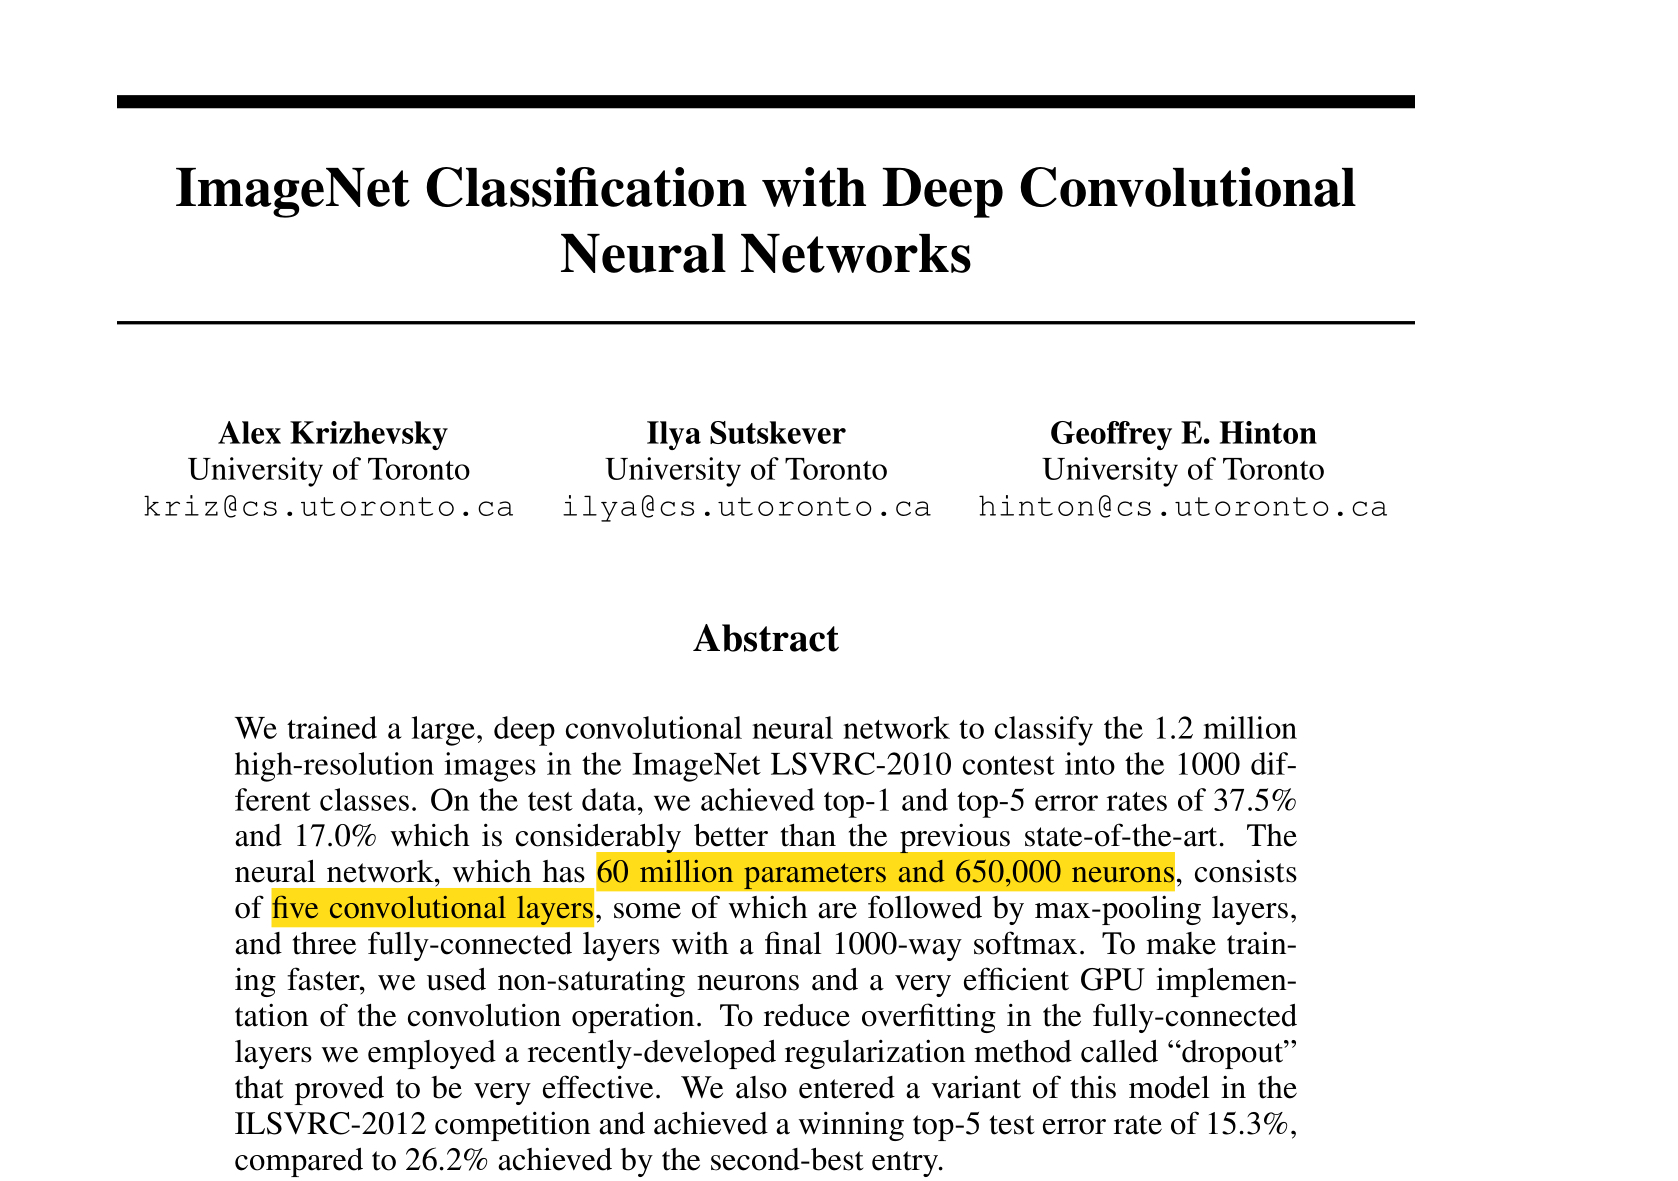 ImageNet Classification with Deep Convolutional
Neural Networks
Alex Krizhevsky
University of Toronto
kriz@cs.utoronto.ca
Ilya Sutskever
University of Toronto
ilya@cs.utoronto.ca
Geoffrey E. Hinton
University of Toronto
hinton@cs.utoronto.ca
Abstract
We trained a large, deep convolutional neural network to classify the 1.2 million
high-resolution images in the ImageNet LSVRC-2010 contest into the 1000 dif-
ferent classes. On the test data, we achieved top-1 and top-5 error rates of 37.5%
and 17.0% which is considerably better than the previous state-of-the-art. The
neural network, which has 60 million parameters and 650,000 neurons, consists
of five convolutional layers, some of which are followed by max-pooling layers,
and three fully-connected layers with a final 1000-way softmax. To make train-
ing faster, we used non-saturating neurons and a very efficient GPU implemen-
tation of the convolution operation. To reduce overfitting in the fully-connected
layers we employed a recently-developed regularization method called “dropout”
that proved to be very effective. We also entered a variant of this model in the
ILSVRC-2012 competition and achieved a winning top-5 test error rate of 15.3%,
compared to 26.2% achieved by the second-best entry.